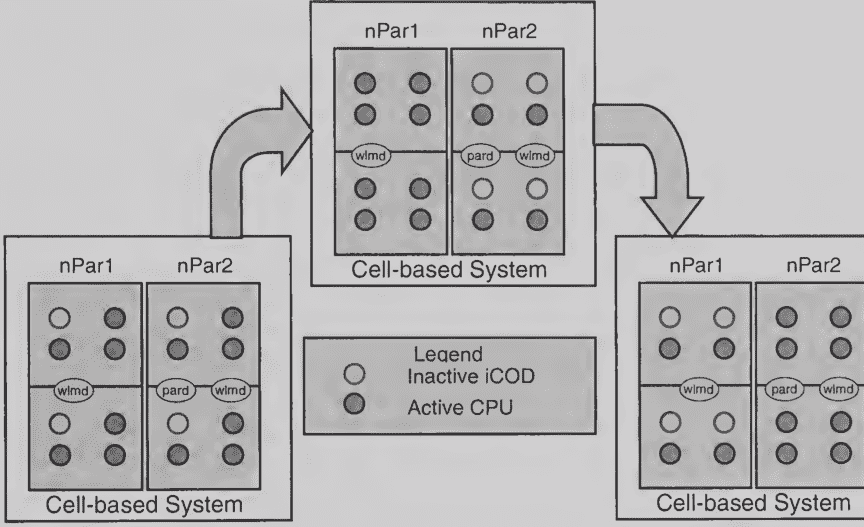 nPar1 nPar2
wlmd pard wlmd
Cell-based System
nPar1 nPar2
wlmd pard wlmd
Cell-based System
nPar1 nPar2
wlmd pard wlmd
Cell-based System
Legend
Inactive iCOD
Active CPU